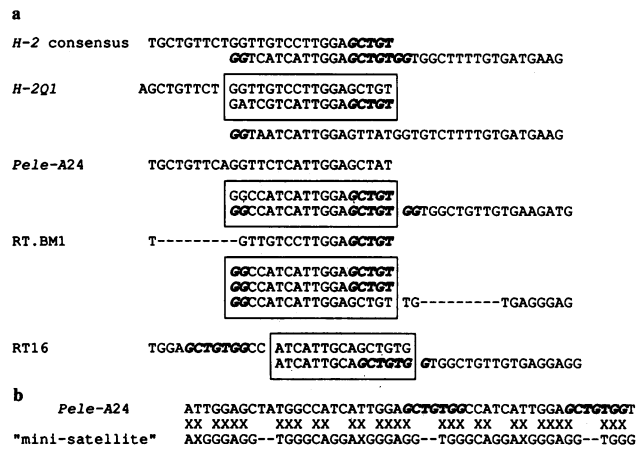 a
H-2 consensus TGCTGTTCTGGTTGTCCTTGGAGCTGT
GGTCATCATTGGAGCTGTGGTGGCTTTTGTGATGAAG
H-2Q1 AGCTGTTCT GGTTGTCCTTGGAGCTGT
GATCGTCATTGGAGCTGT
GGTAATCATTGGAGTTATGGTGTCTTTTGTGATGAAG
Pele-A24 TGCTGTTCAGGTTCTCATTGGAGCTAT
GGCCATCATTGGAGCTGT
GGCCATCATTGGAGCTGT GGTGGCTGTTGTGAAGATG
RT.BM1 T---------GTTGTCCTTGGAGCTGT
GGCCATCATTGGAGCTGT
GGCCATCATTGGAGCTGT
GGCCATCATTGGAGCTGT TG---------TGAGGGAG
RT16 TGGAGCTGTGGCC ATCATTGCAGCTGTG
ATCATTGCAGCTGTG GTGGCTGTTGTGAGGAGG
b
Pele-A24 ATTGGAGCTATGGCCATCATTGGAGCTGTGGCCATCATTGGAGCTGTGGT
XX XXXX XX XX XX XXXX XX XX XX XXXX XXX
"mini-satellite" AXGGGAGG--TGGGCAGGAXGGGAGG--TGGGCAGGAXGGGAGG--TGGG